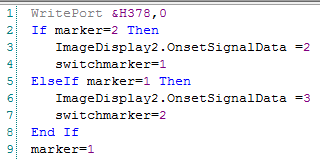 1 WritePort &H378,0
2 If marker=2 Then
3 ImageDisplay2.OnsetSignalData =2
4 switchmarker=1
5 ElseIf marker=1 Then
6 ImageDisplay2.OnsetSignalData =3
7 switchmarker=2
8 End If
9 marker=1